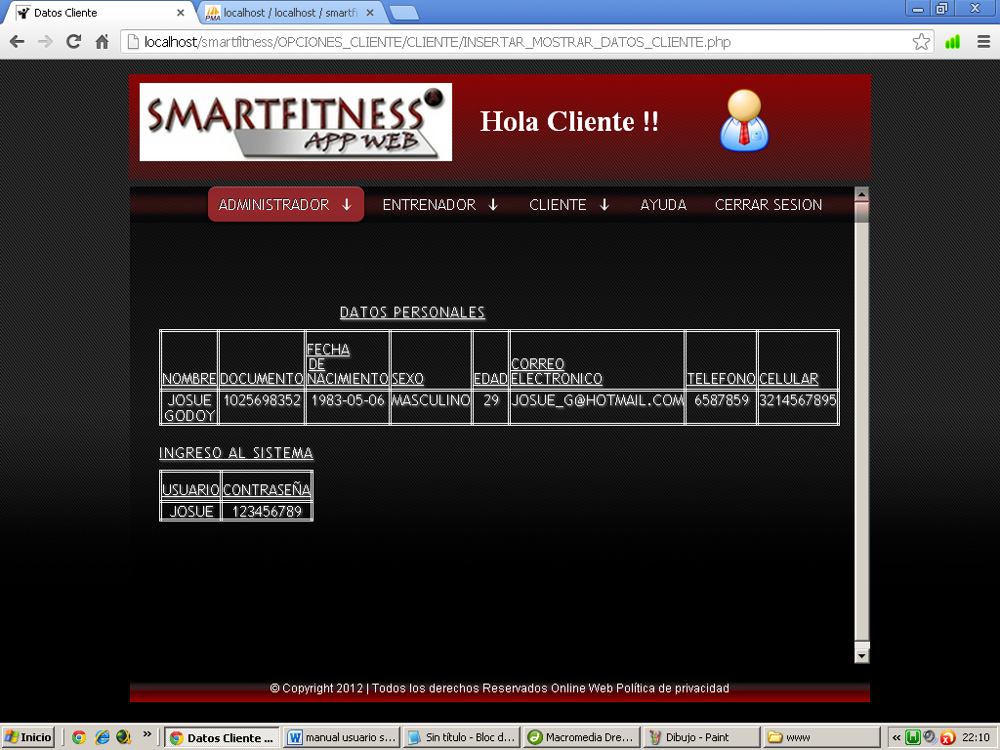 Datos Cliente
localhost / localhost / smartfi
localhost/smartfitness/OPCIONES_CLIENTE/CLIENTE/INSERTAR_MOSTRAR_DATOS_CLIENTE.php
SMARTFITNESS
APP WEB
Hola Cliente !!
ADMINISTRADOR ↓ ENTRENADOR ↓ CLIENTE ↓ AYUDA CERRAR SESION
DATOS PERSONALES
NOMBRE DOCUMENTO FECHA DE NACIMIENTO SEXO EDAD CORREO ELECTRONICO TELEFONO CELULAR
JOSUE GODOY 1025698352 1983-05-06 MASCULINO 29 JOSUE_G@HOTMAIL.COM 6587859 3214567895
INGRESO AL SISTEMA
USUARIO CONTRASEÑA
JOSUE 123456789
© Copyright 2012 | Todos los derechos Reservados Online Web Política de privacidad
Inicio » Datos Cliente ... manual usuario s... Sin título - Bloc d... Macromedia Dre... Dibujo - Paint www « 22:10